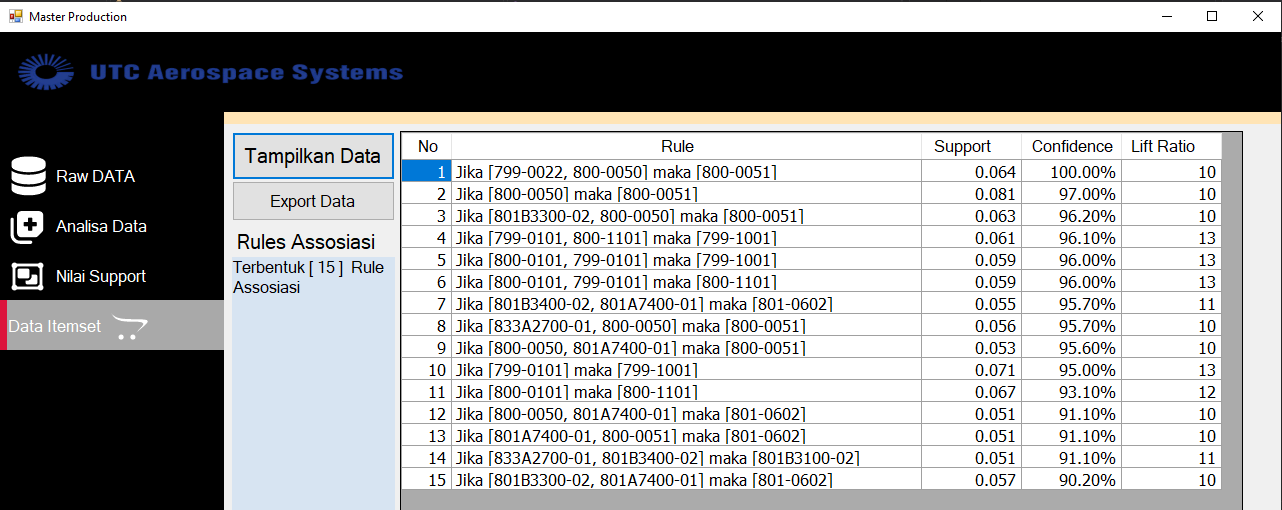 Master Production
UTC Aerospace Systems
Raw DATA
Analisa Data
Nilai Support
Data Itemset
Tampilkan Data
Export Data
Rules Assosiasi
Terbentuk [ 15 ] Rule
Assosiasi
No Rule Support Confidence Lift Ratio
1 Jika [799-0022, 800-0050] maka [800-0051] 0.064 100.00% 10
2 Jika [800-0050] maka [800-0051] 0.081 97.00% 10
3 Jika [801B3300-02, 800-0050] maka [800-0051] 0.063 96.20% 10
4 Jika [799-0101, 800-1101] maka [799-1001] 0.061 96.10% 13
5 Jika [800-0101, 799-0101] maka [799-1001] 0.059 96.00% 13
6 Jika [800-0101, 799-0101] maka [800-1101] 0.059 96.00% 13
7 Jika [801B3400-02, 801A7400-01] maka [801-0602] 0.055 95.70% 11
8 Jika [833A2700-01, 800-0050] maka [800-0051] 0.056 95.70% 10
9 Jika [800-0050, 801A7400-01] maka [800-0051] 0.053 95.60% 10
10 Jika [799-0101] maka [799-1001] 0.071 95.00% 13
11 Jika [800-0101] maka [800-1101] 0.067 93.10% 12
12 Jika [800-0050, 801A7400-01] maka [801-0602] 0.051 91.10% 10
13 Jika [801A7400-01, 800-0051] maka [801-0602] 0.051 91.10% 10
14 Jika [833A2700-01, 801B3400-02] maka [801B3100-02] 0.051 91.10% 11
15 Jika [801B3300-02, 801A7400-01] maka [801-0602] 0.057 90.20% 10